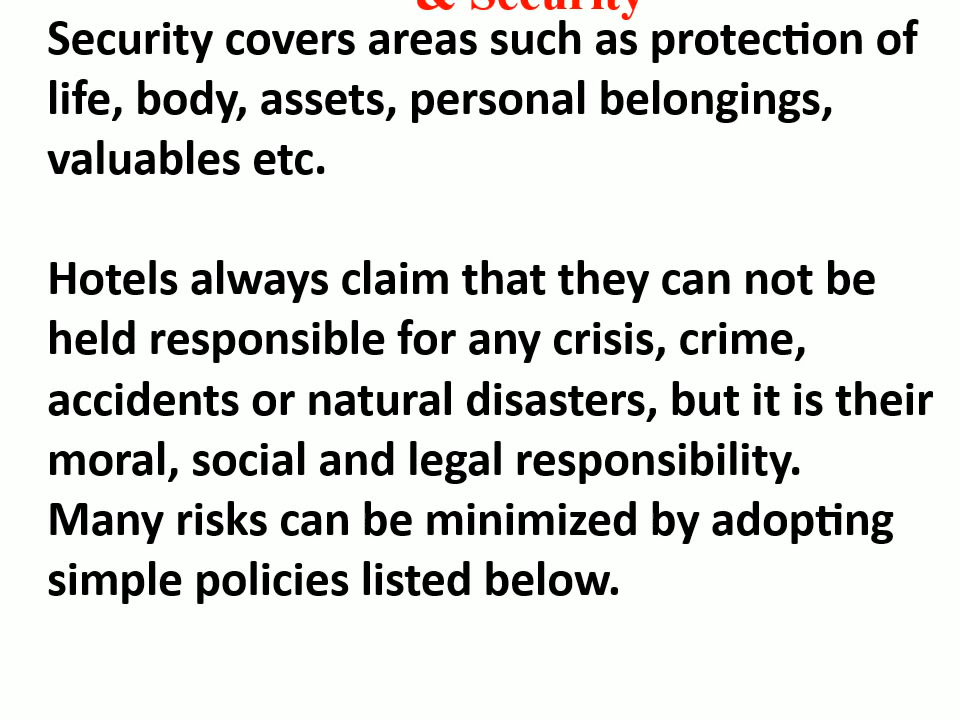 & Security
Security covers areas such as protection of
life, body, assets, personal belongings,
valuables etc.
Hotels always claim that they can not be
held responsible for any crisis, crime,
accidents or natural disasters, but it is their
moral, social and legal responsibility.
Many risks can be minimized by adopting
simple policies listed below.